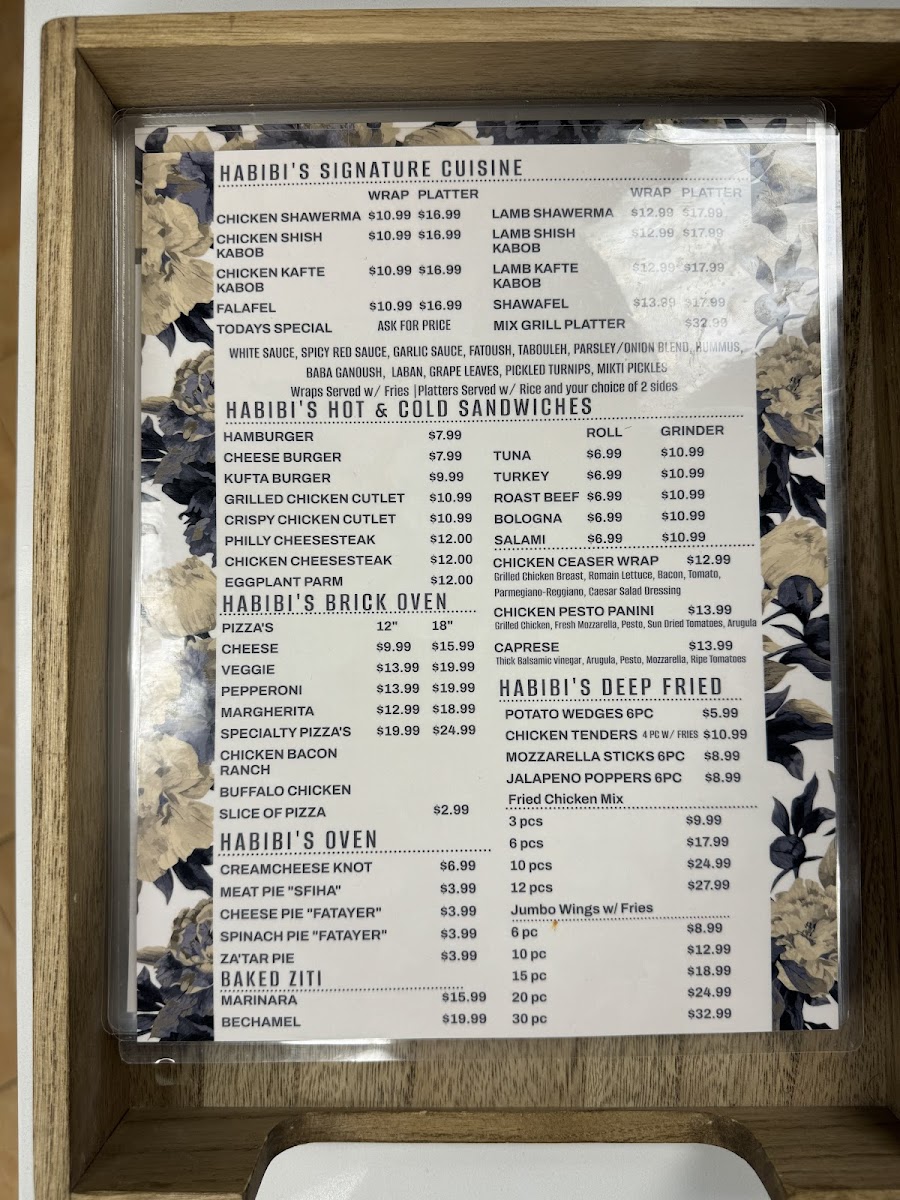 HABIBI'S SIGNATURE CUISINE
WRAP PLATTER
CHICKEN SHAWERMA $10.99 $16.99
CHICKEN SHISH KABOB $10.99 $16.99
CHICKEN KAFTE KABOB $10.99 $16.99
FALAFEL $10.99 $16.99
TODAYS SPECIAL ASK FOR PRICE
WRAP PLATTER
LAMB SHAWERMA $12.99 $17.99
LAMB SHISH KABOB $12.99 $17.99
LAMB KAFTE KABOB $12.99 $17.99
SHAWAFEL $13.99 $17.99
MIX GRILL PLATTER $32.99
WHITE SAUCE, SPICY RED SAUCE, GARLIC SAUCE, FATOUSH, TABOULEH, PARSLEY/ONION BLEND, HUMMUS,
BABA GANOUSH, LABAN, GRAPE LEAVES, PICKLED TURNIPS, MIKTI PICKLES
Wraps Served w/ Fries |Platters Served w/ Rice and your choice of 2 sides
HABIBI'S HOT & COLD SANDWICHES
HAMBURGER $7.99
CHEESE BURGER $7.99
KUFTA BURGER $9.99
GRILLED CHICKEN CUTLET $10.99
CRISPY CHICKEN CUTLET $10.99
PHILLY CHEESESTEAK $12.00
CHICKEN CHEESESTEAK $12.00
EGGPLANT PARM $12.00
ROLL GRINDER
TUNA $6.99 $10.99
TURKEY $6.99 $10.99
ROAST BEEF $6.99 $10.99
BOLOGNA $6.99 $10.99
SALAMI $6.99 $10.99
CHICKEN CEASER WRAP $12.99
Grilled Chicken Breast, Romain Lettuce, Bacon, Tomato,
Parmegiano-Reggiano, Caesar Salad Dressing
CHICKEN PESTO PANINI $13.99
Grilled Chicken, Fresh Mozzarella, Pesto, Sun Dried Tomatoes, Arugula
CAPRESE $13.99
Thick Balsamic vinegar, Arugula, Pesto, Mozzarella, Ripe Tomatoes
HABIBI'S BRICK OVEN
PIZZA'S 12" 18"
CHEESE $9.99 $15.99
VEGGIE $13.99 $19.99
PEPPERONI $13.99 $19.99
MARGHERITA $12.99 $18.99
SPECIALTY PIZZA'S $19.99 $24.99
CHICKEN BACON
RANCH
BUFFALO CHICKEN
SLICE OF PIZZA $2.99
HABIBI'S OVEN
CREAMCHEESE KNOT $6.99
MEAT PIE "SFIHA" $3.99
CHEESE PIE "FATAYER" $3.99
SPINACH PIE "FATAYER" $3.99
ZA'TAR PIE $3.99
BAKED ZITI
MARINARA $15.99
BECHAMEL $19.99
HABIBI'S DEEP FRIED
POTATO WEDGES 6PC $5.99
CHICKEN TENDERS 4 PC W/ FRIES $10.99
MOZZARELLA STICKS 6PC $8.99
JALAPENO POPPERS 6PC $8.99
Fried Chicken Mix
3 pcs $9.99
6 pcs $17.99
10 pcs $24.99
12 pcs $27.99
Jumbo Wings w/ Fries
6 pc $8.99
10 pc $12.99
15 pc $18.99
20 pc $24.99
30 pc $32.99